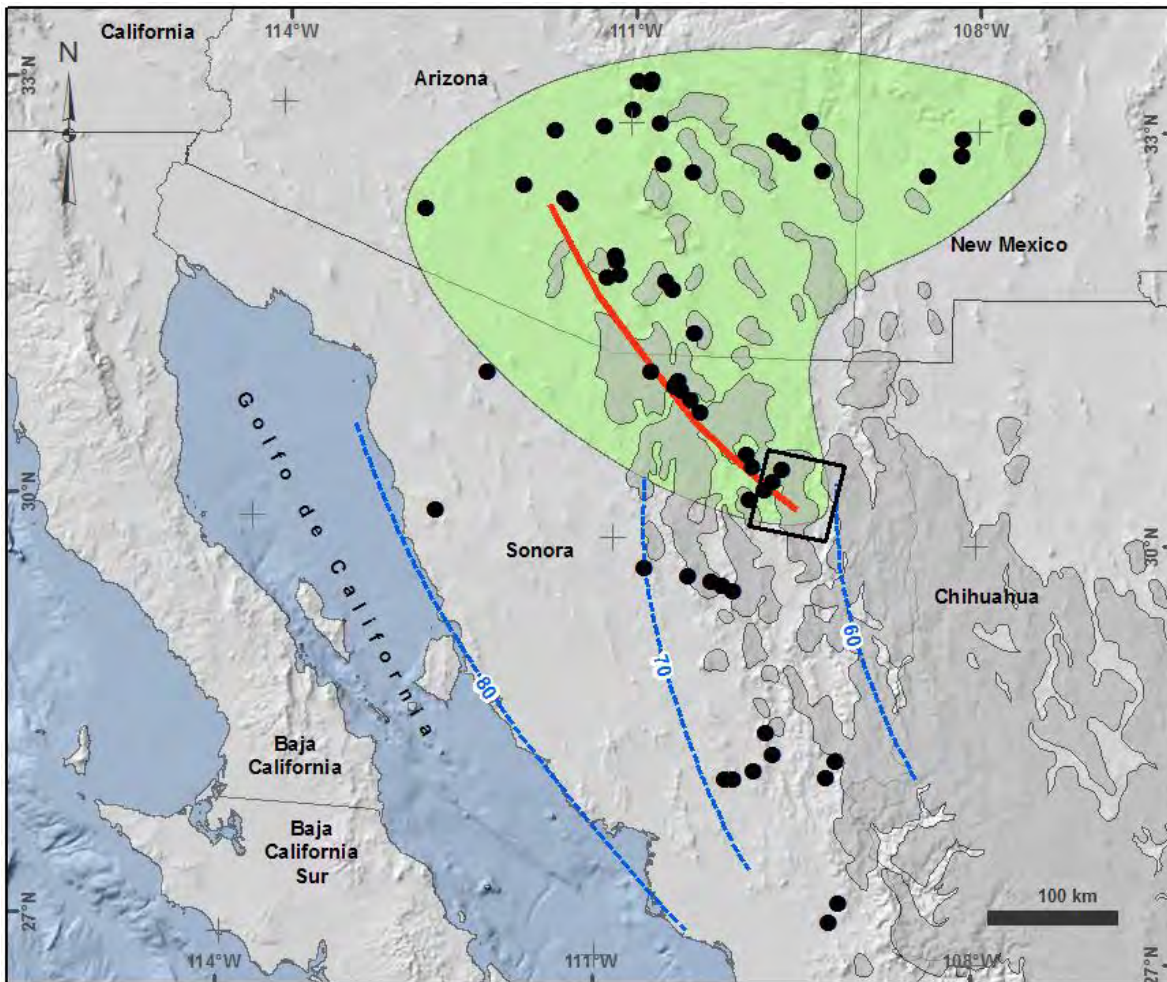 California
114°W
111°W
108°W
N
33°N
Arizona
33°N
New Mexico
Golfo de California
30°N
Sonora
30°N
Chihuahua
60
70
80
Baja
California
Baja
California
Sur
100 km
27°N
114°W
111°W
108°W
27°N